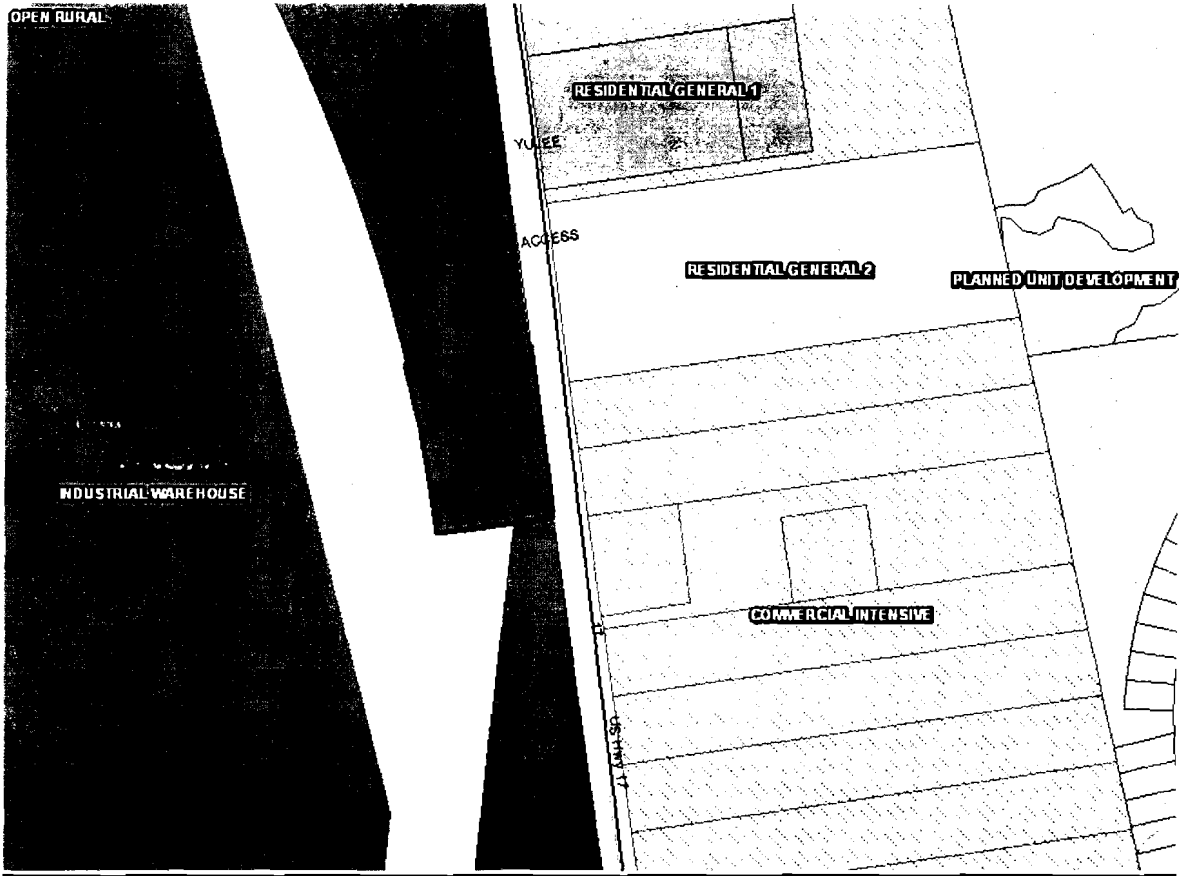 OPEN RURAL
RESIDENTIAL GENERAL 1
YULEE
ACCESS
RESIDENTIAL GENERAL 2
PLANNED UNIT DEVELOPMENT
INDUSTRIAL WAREHOUSE
COMMERCIAL INTENSIVE
US HWY 17